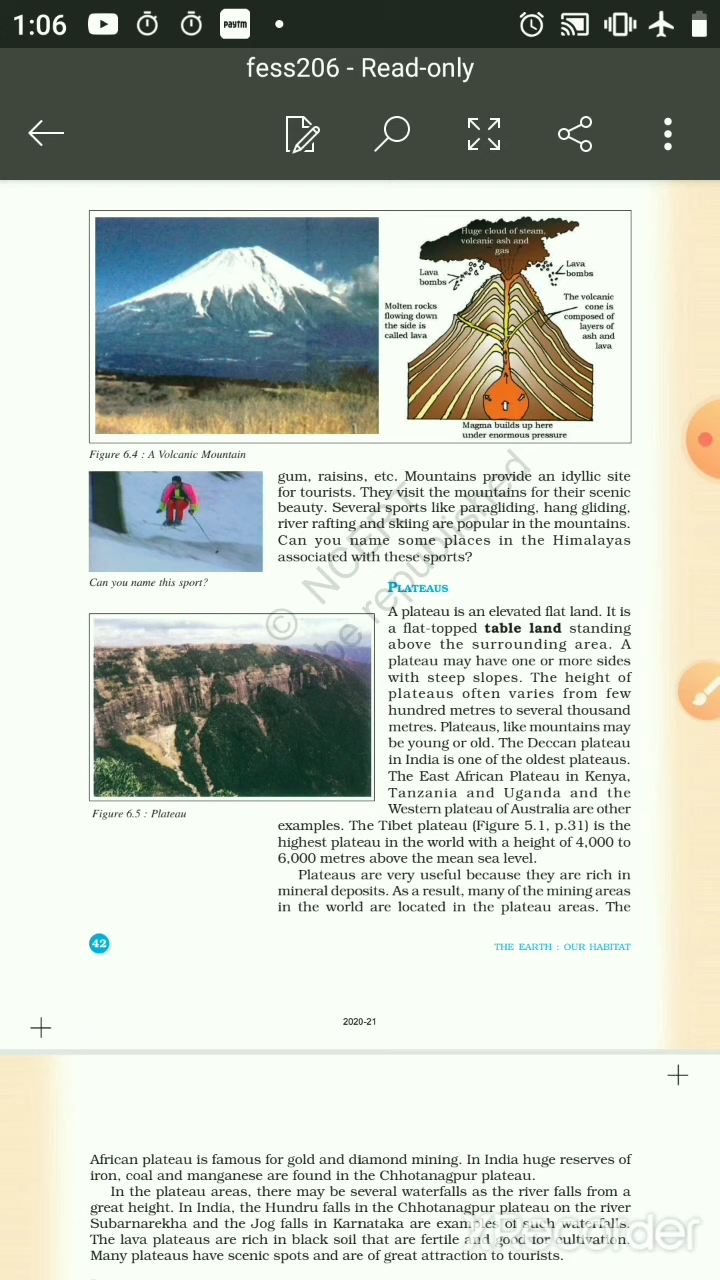 1:06
Paytm
fess206 - Read-only
Huge cloud of steam,
volcanic ash and
gas
Lava
bombs
Lava
bombs
Molten rocks
flowing down
the side is
called lava
The volcanic
cone is
composed of
layers of
ash and
lava
Magma builds up here
under enormous pressure
Figure 6.4 : A Volcanic Mountain
gum, raisins, etc. Mountains provide an idyllic site
for tourists. They visit the mountains for their scenic
beauty. Several sports like paragliding, hang gliding,
river rafting and skiing are popular in the mountains.
Can you name some places in the Himalayas
associated with these sports?
Can you name this sport?
© NCERT
be republished
PLATEAUS
A plateau is an elevated flat land. It is
a flat-topped table land standing
above the surrounding area. A
plateau may have one or more sides
with steep slopes. The height of
plateaus often varies from few
hundred metres to several thousand
metres. Plateaus, like mountains may
be young or old. The Deccan plateau
in India is one of the oldest plateaus.
The East African Plateau in Kenya,
Tanzania and Uganda and the
Western plateau of Australia are other
Figure 6.5 : Plateau
examples. The Tibet plateau (Figure 5.1, p.31) is the
highest plateau in the world with a height of 4,000 to
6,000 metres above the mean sea level.
Plateaus are very useful because they are rich in
mineral deposits. As a result, many of the mining areas
in the world are located in the plateau areas. The
42
THE EARTH : OUR HABITAT
2020-21
African plateau is famous for gold and diamond mining. In India huge reserves of
iron, coal and manganese are found in the Chhotanagpur plateau.
In the plateau areas, there may be several waterfalls as the river falls from a
great height. In India, the Hundru falls in the Chhotanagpur plateau on the river
Subarnarekha and the Jog falls in Karnataka are examples of such waterfalls.
The lava plateaus are rich in black soil that are fertile and good for cultivation.
Many plateaus have scenic spots and are of great attraction to tourists.
XRecorder